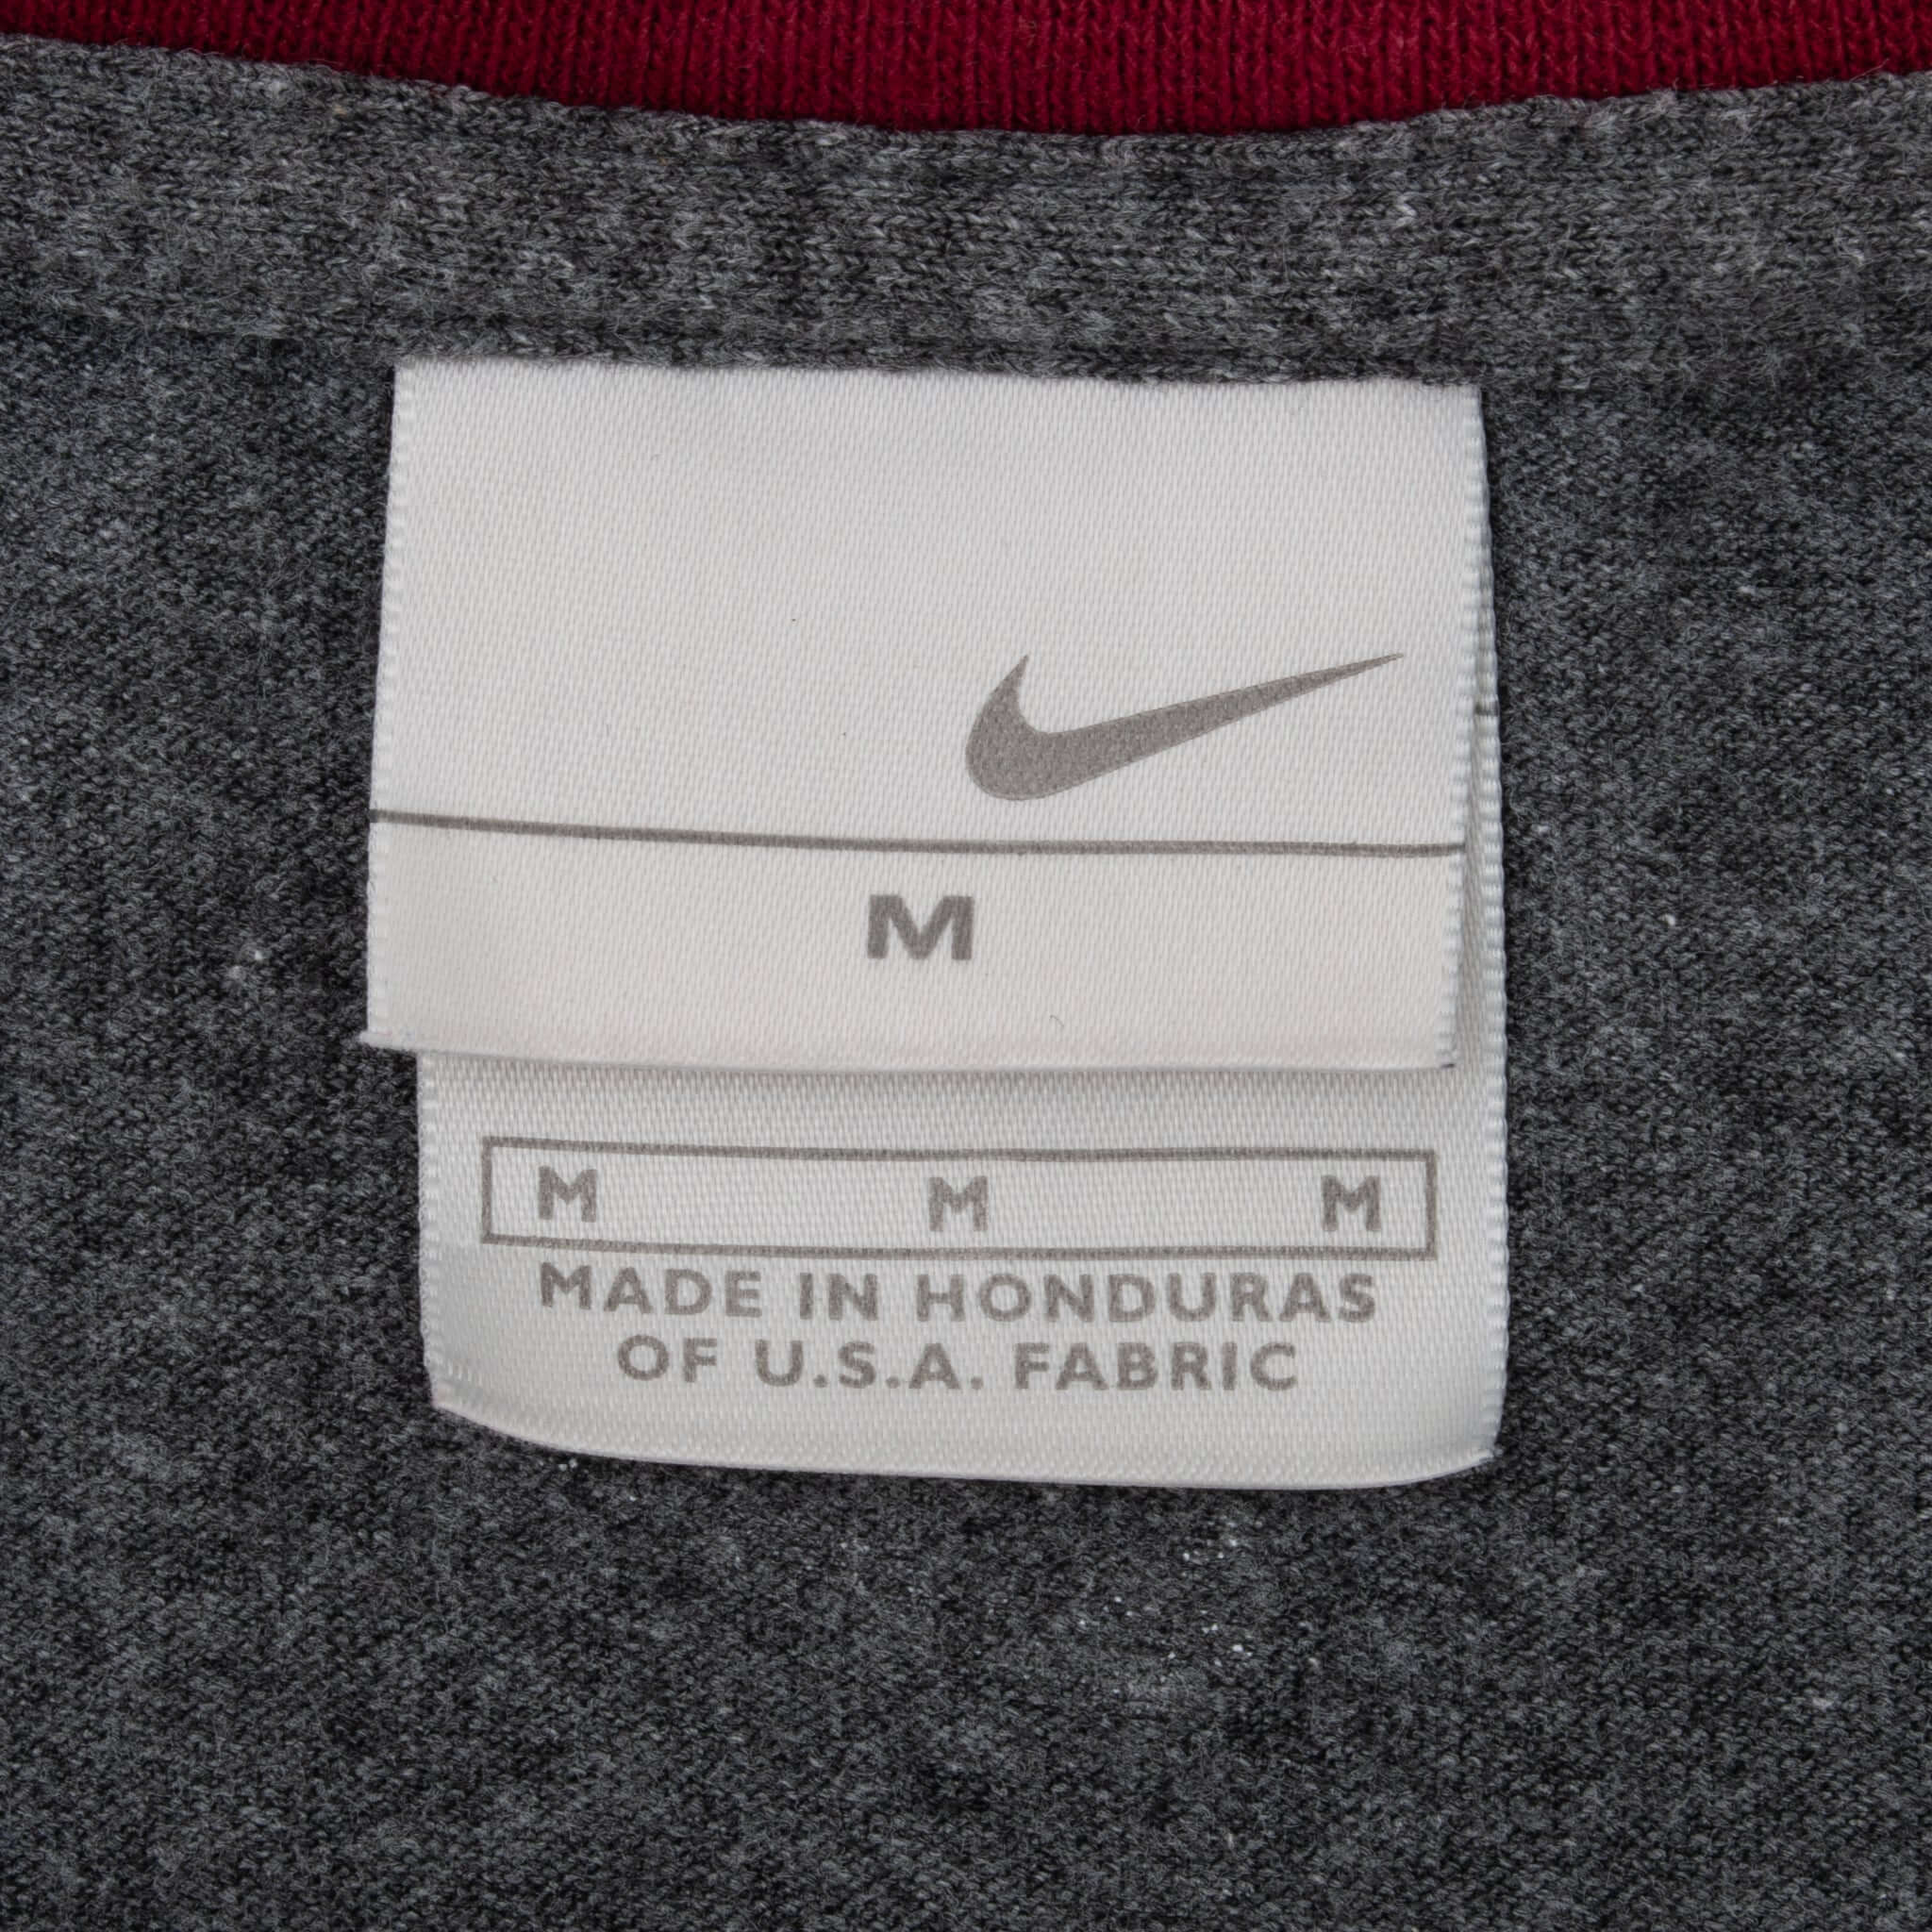 M
M M M
MADE IN HONDURAS
OF U.S.A. FABRIC